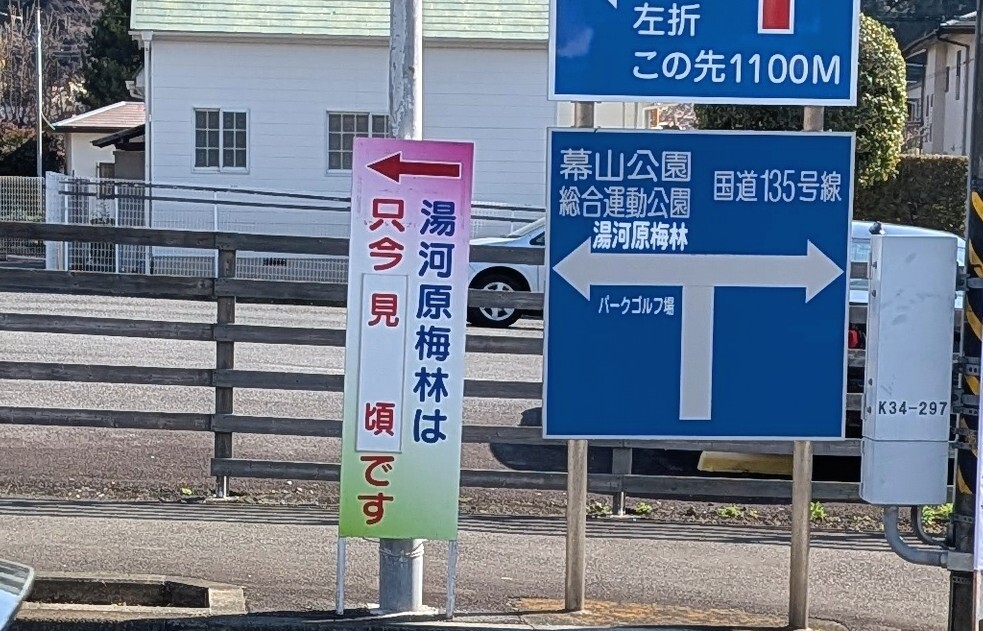 左折
この先1100M
幕山公園
総合運動公園
湯河原梅林
国道135号線
パークゴルフ場
湯河原梅林は
只今見頃です
K34-297